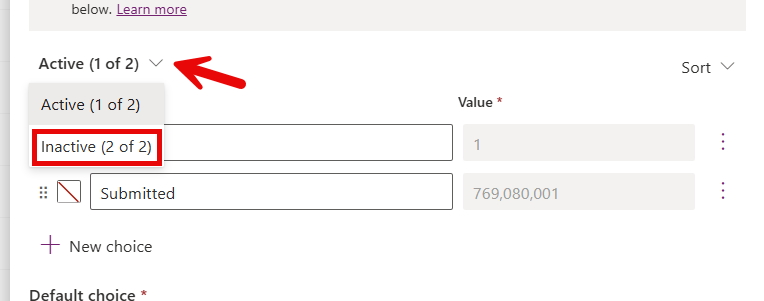 below. Learn more
Active (1 of 2)
Sort
Active (1 of 2)
Value *
Inactive (2 of 2)
1
Submitted
769,080,001
New choice
Default choice *